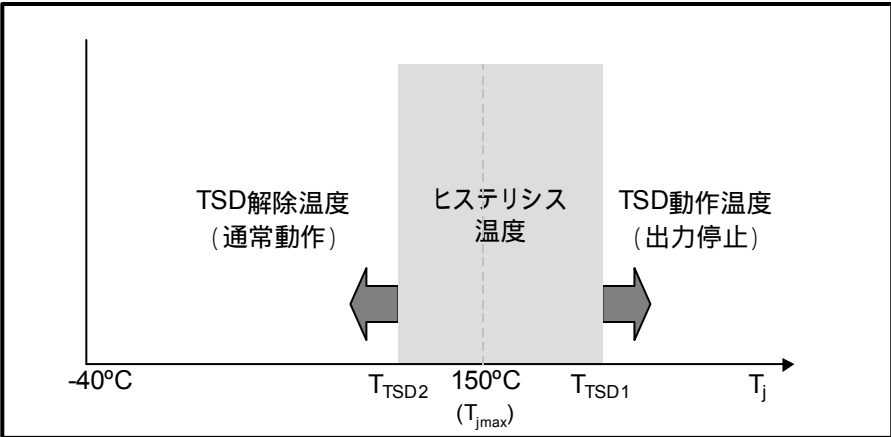 TSD解除温度
(通常動作)
ヒステリシス
温度
TSD動作温度
(出力停止)
-40ºC
TTSD2
150ºC
(Tjmax)
TTSD1
Tj